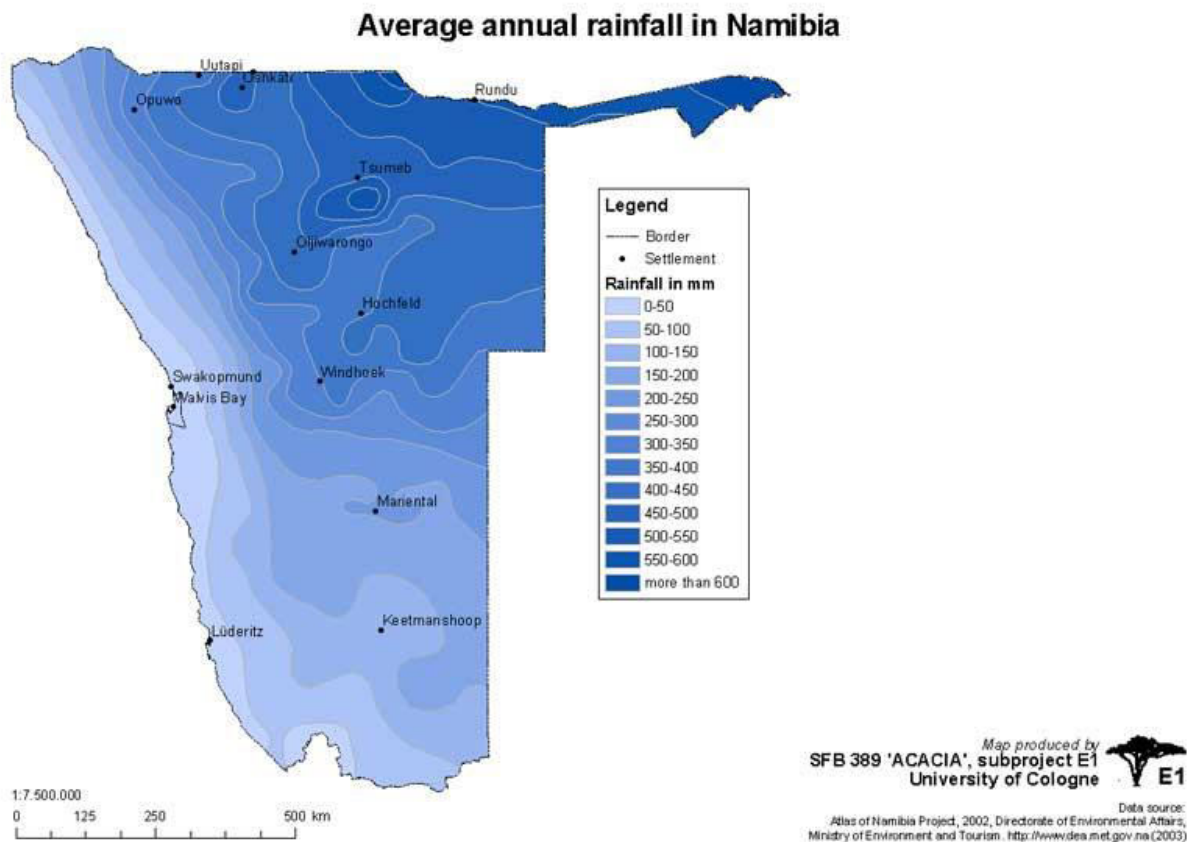 Average annual rainfall in Namibia
Uutapi
Oshkati
Opuwo
Rundu
Tsumeb
Otjiwarongo
Hochfeld
Windhoek
Swakopmund
Walvis Bay
Mariental
Keetmanshoop
Lüderitz
Legend
Border
Settlement
Rainfall in mm
0-50
50-100
100-150
150-200
200-250
250-300
300-350
350-400
400-450
450-500
500-550
550-600
more than 600
1:7.500.000
0 125 250 500 km
Map produced by
SFB 389 'ACACIA', subproject E1
University of Cologne
E1
Data source:
Atlas of Namibia Project, 2002, Directorate of Environmental Affairs,
Ministry of Environment and Tourism. http://www.dea.met.gov.na (2003)